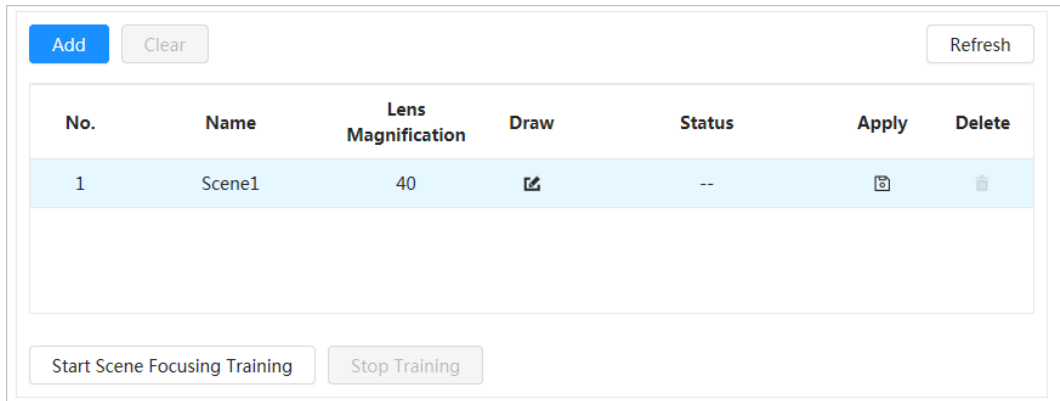 Add Clear Refresh
No. Name Lens Magnification Draw Status Apply Delete
1 Scene1 40 --
Start Scene Focusing Training Stop Training